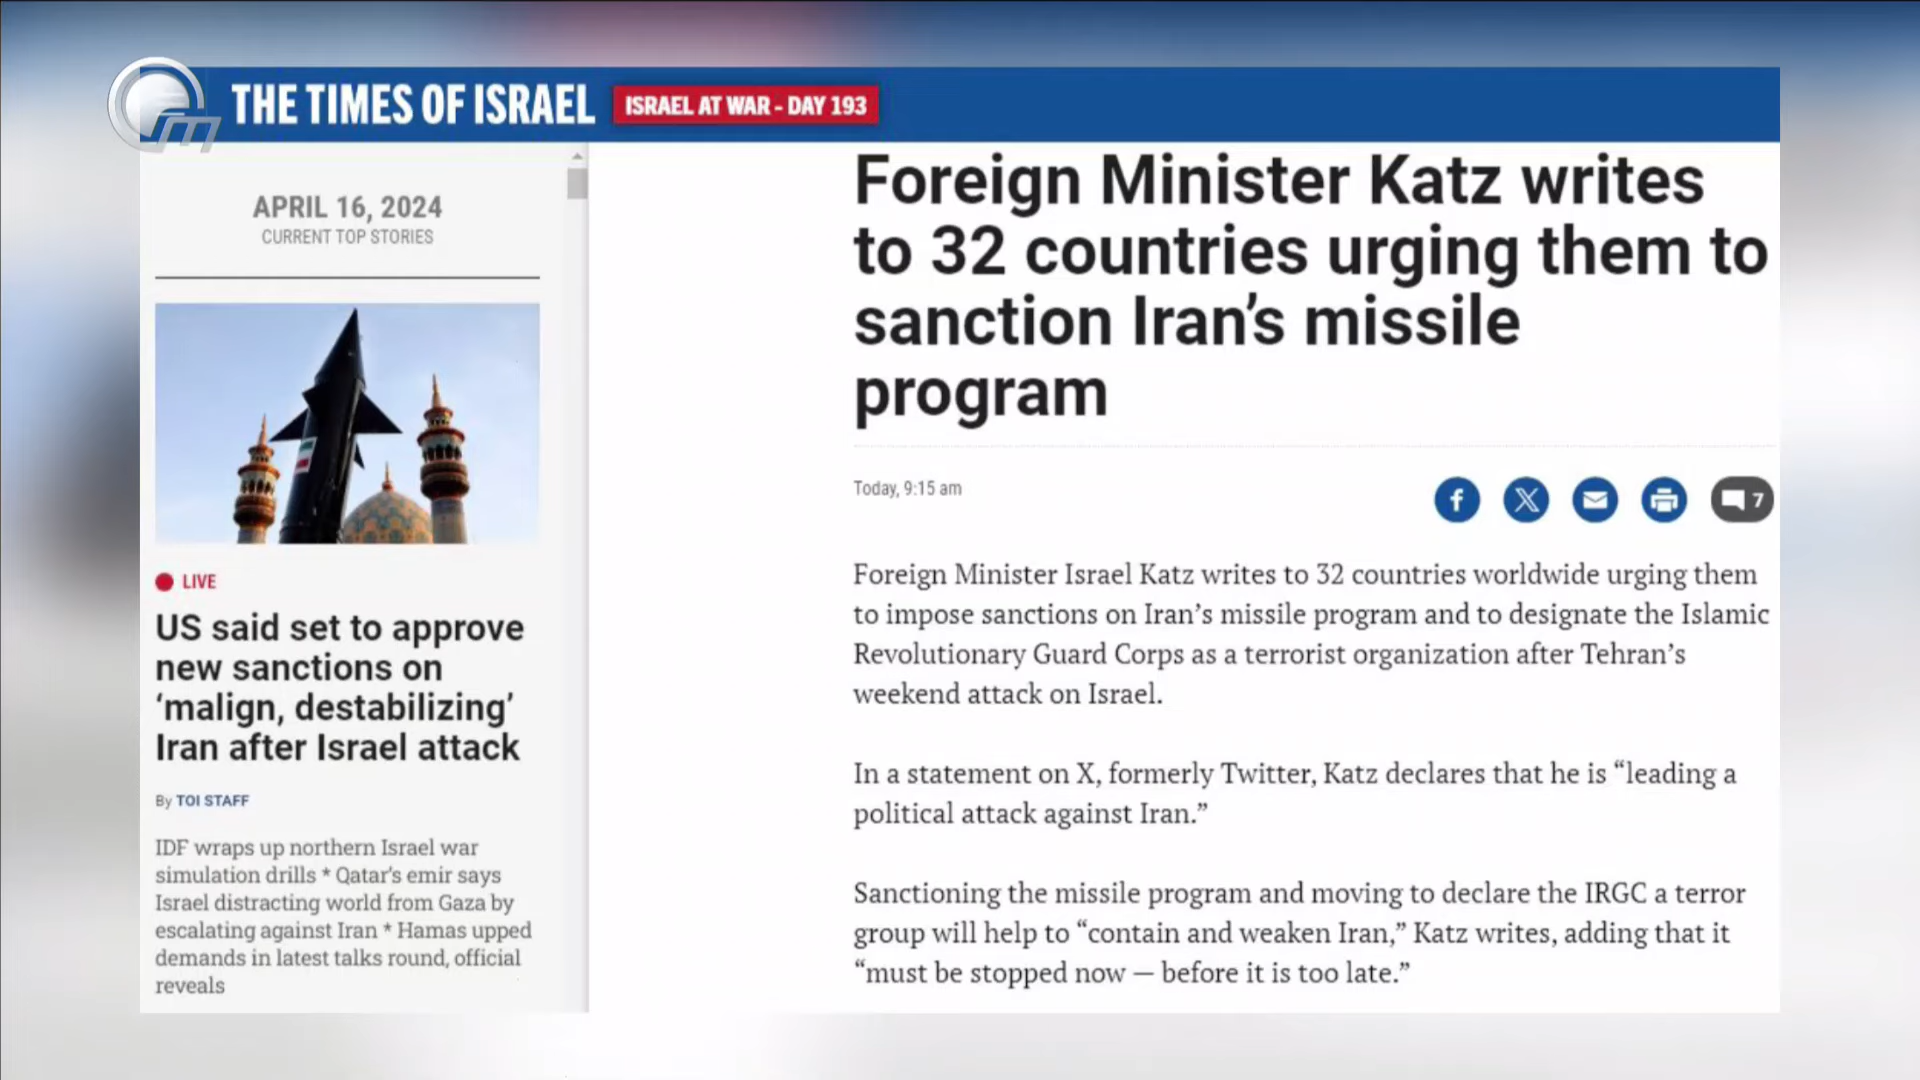 THE TIMES OF ISRAEL
ISRAEL AT WAR - DAY 193
APRIL 16, 2024
CURRENT TOP STORIES
LIVE
US said set to approve
new sanctions on
‘malign, destabilizing’
Iran after Israel attack
By TOI STAFF
IDF wraps up northern Israel war
simulation drills * Qatar’s emir says
Israel distracting world from Gaza by
escalating against Iran * Hamas upped
demands in latest talks round, official
reveals
Foreign Minister Katz writes
to 32 countries urging them to
sanction Iran’s missile
program
Today, 9:15 am
7
Foreign Minister Israel Katz writes to 32 countries worldwide urging them
to impose sanctions on Iran’s missile program and to designate the Islamic
Revolutionary Guard Corps as a terrorist organization after Tehran’s
weekend attack on Israel.
In a statement on X, formerly Twitter, Katz declares that he is “leading a
political attack against Iran.”
Sanctioning the missile program and moving to declare the IRGC a terror
group will help to “contain and weaken Iran,” Katz writes, adding that it
“must be stopped now — before it is too late.”